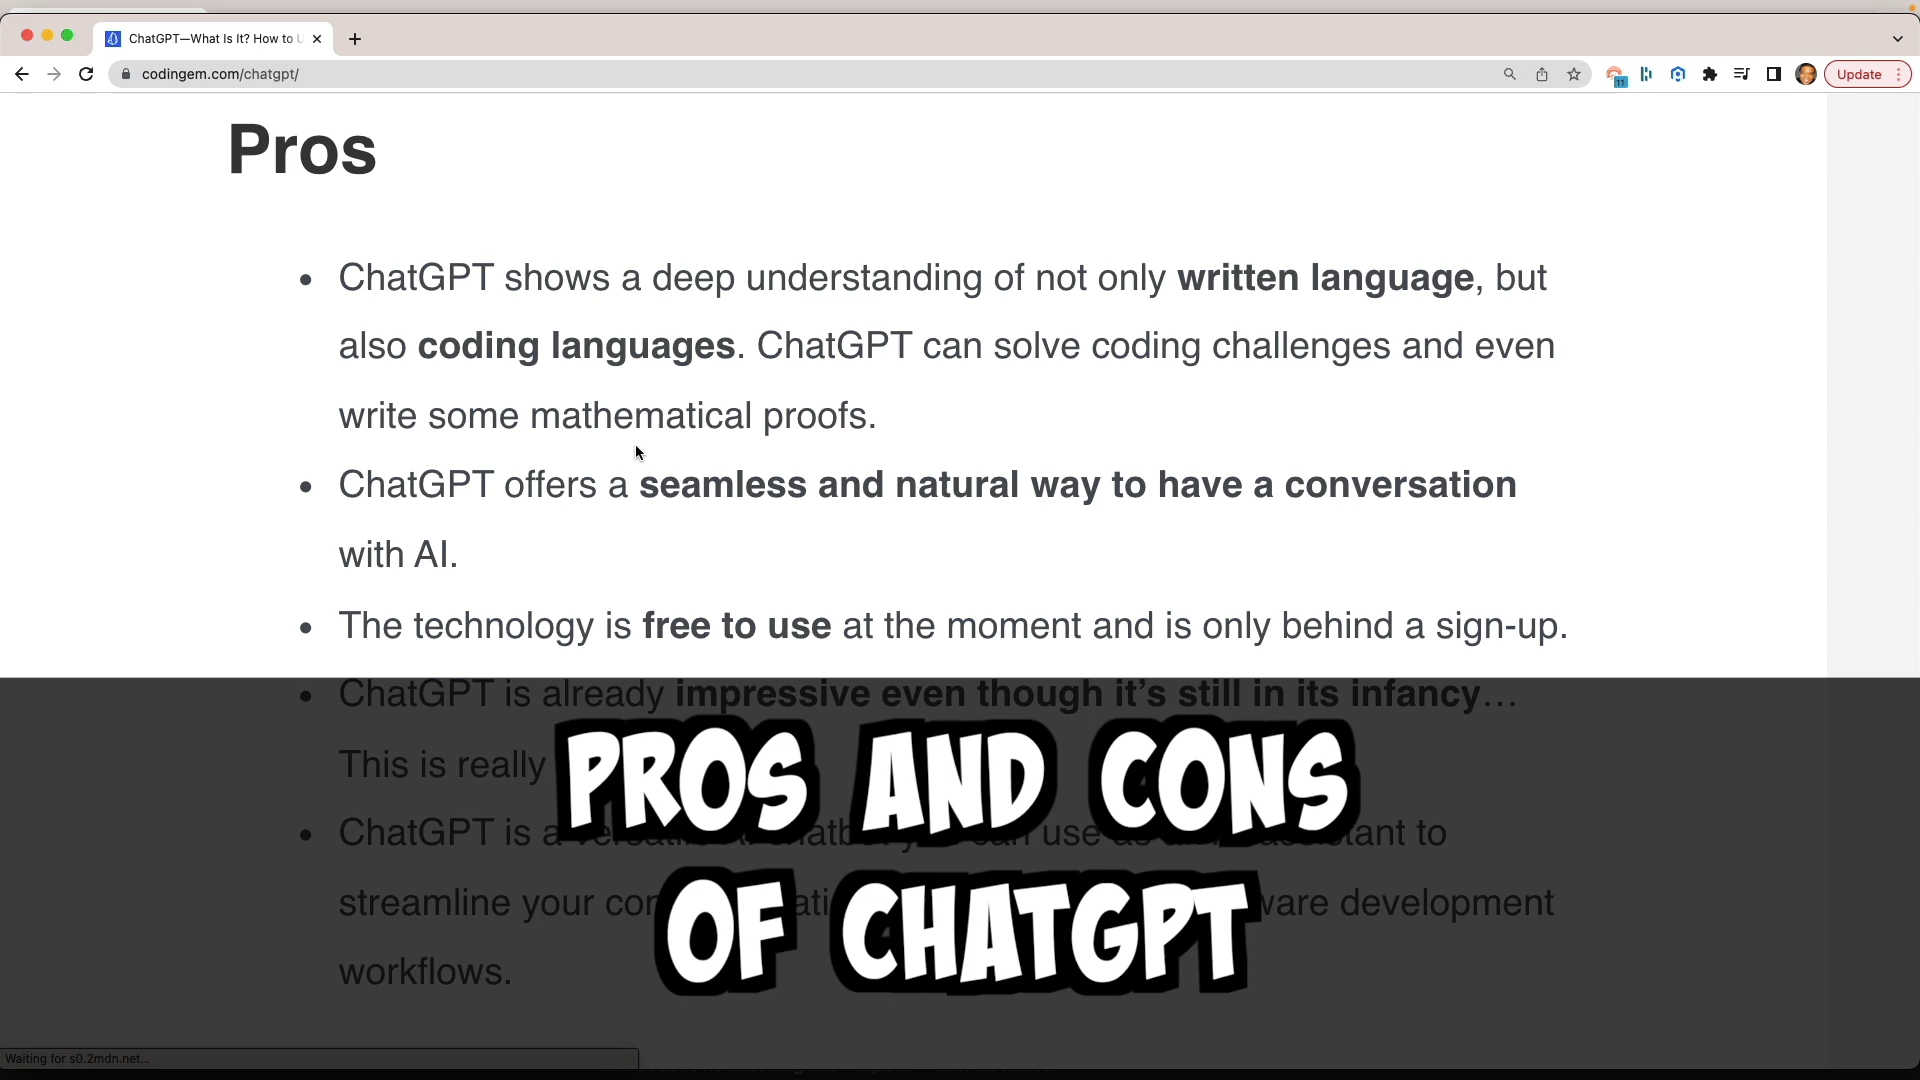 ChatGPT—What Is It? How to U
codingem.com/chatgpt/
11
Update
Pros
ChatGPT shows a deep understanding of not only written language, but
also coding languages. ChatGPT can solve coding challenges and even
write some mathematical proofs.
ChatGPT offers a seamless and natural way to have a conversation
with AI.
The technology is free to use at the moment and is only behind a sign-up.
ChatGPT is already impressive even though it's still in its infancy…
This is really
PROS AND CONS
ChatGPT is a use to
OF CHATGPT
streamline your development
workflows.
Waiting for s0.2mdn.net...